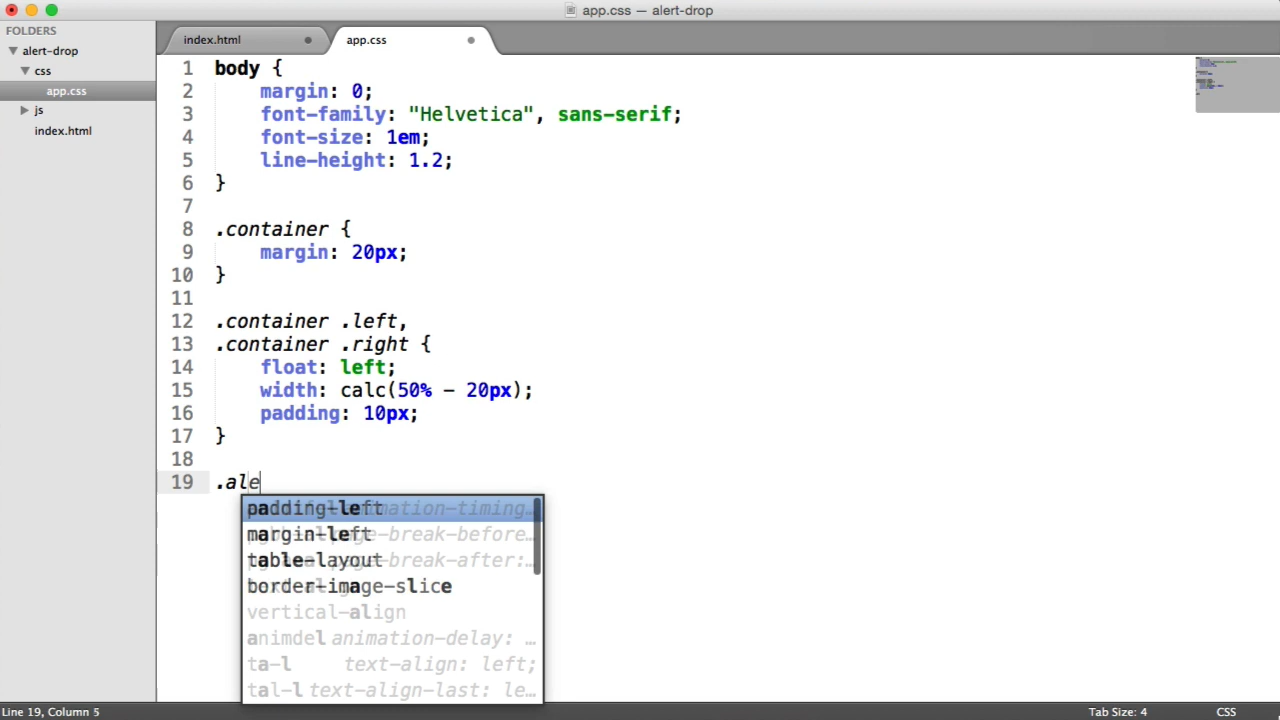 app.css — alert-drop
FOLDERS
alert-drop
css
app.css
js
index.html
index.html
app.css
1 body {
2 margin: 0;
3 font-family: "Helvetica", sans-serif;
4 font-size: 1em;
5 line-height: 1.2;
6 }
7
8 .container {
9 margin: 20px;
10 }
11
12 .container .left,
13 .container .right {
14 float: left;
15 width: calc(50% - 20px);
16 padding: 10px;
17 }
18
19 .ale
padding-left
margin-left
table-layout
border-image-slice
vertical-align
animdel animation-delay: …
ta-l text-align: left;
tal-l text-align-last: le…
Line 19, Column 5
Tab Size: 4
CSS